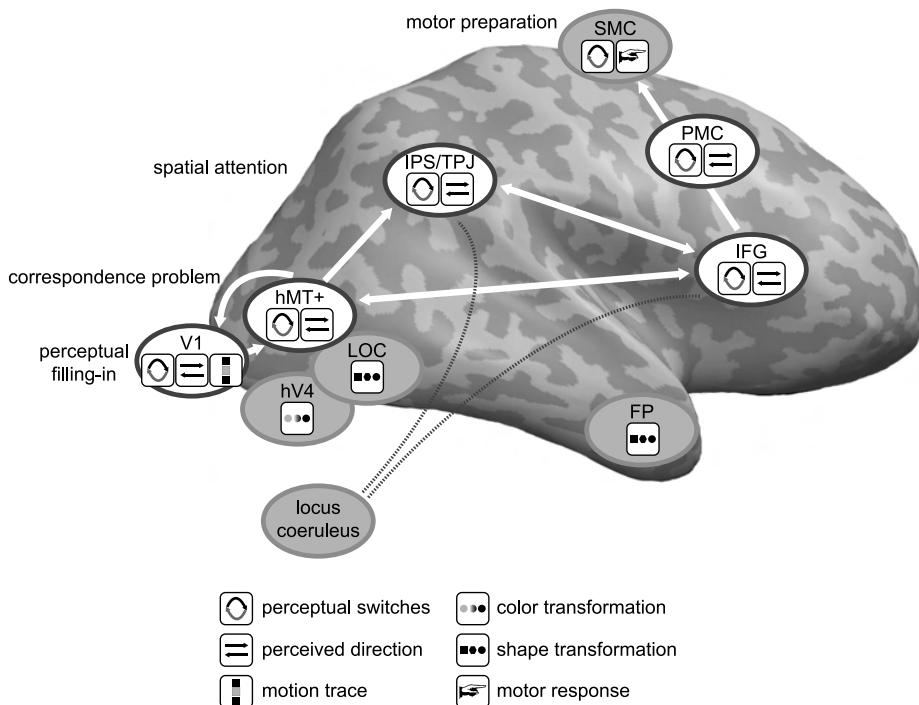 motor preparation
SMC
PMC
spatial attention
IPS/TPJ
IFG
correspondence problem
hMT+
V1
perceptual
filling-in
LOC
hV4
FP
locus
coeruleus
perceptual switches
color transformation
perceived direction
shape transformation
motion trace
motor response